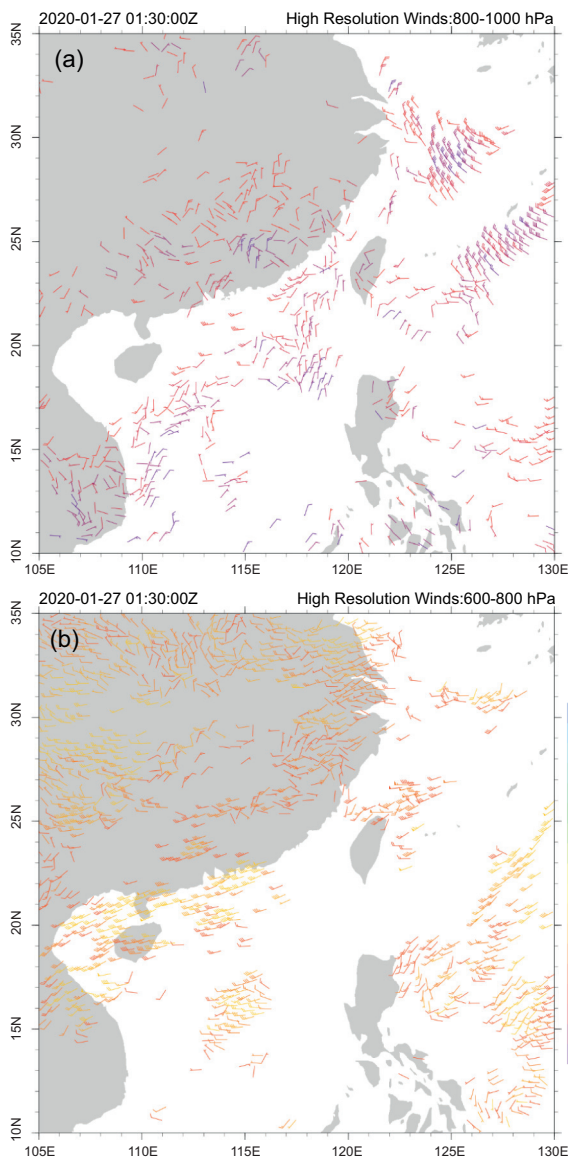 2020-01-27 01:30:00Z High Resolution Winds:800-1000 hPa
(a)
35N
30N
25N
20N
15N
10N
105E 110E 115E 120E 125E 130E
2020-01-27 01:30:00Z High Resolution Winds:600-800 hPa
(b)
35N
30N
25N
20N
15N
10N
105E 110E 115E 120E 125E 130E